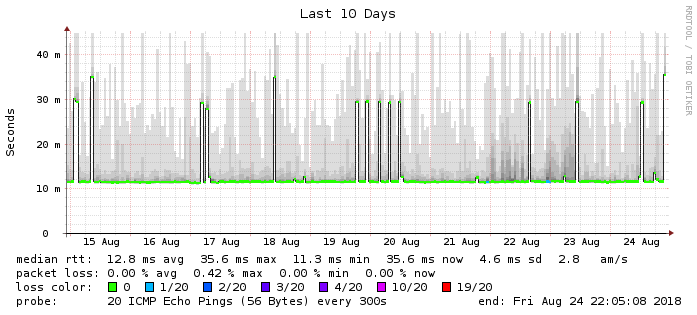 Last 10 Days
RRDTOOL / TOBI OETIKER
Seconds
40 m
30 m
20 m
10 m
0
15 Aug 16 Aug 17 Aug 18 Aug 19 Aug 20 Aug 21 Aug 22 Aug 23 Aug 24 Aug
median rtt: 12.8 ms avg 35.6 ms max 11.3 ms min 35.6 ms now 4.6 ms sd 2.8 am/s
packet loss: 0.00 % avg 0.42 % max 0.00 % min 0.00 % now
loss color: 0 1/20 2/20 3/20 4/20 10/20 19/20
probe: 20 ICMP Echo Pings (56 Bytes) every 300s end: Fri Aug 24 22:05:08 2018